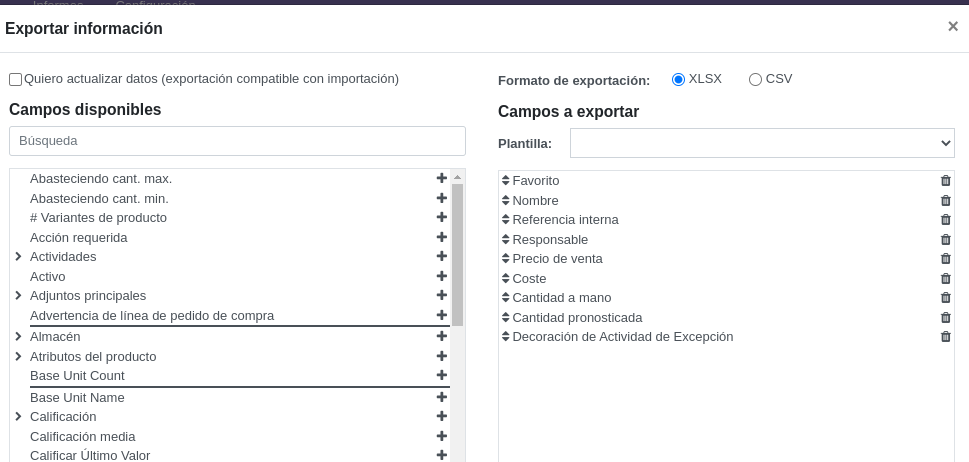 Informes Configuración
Exportar información ×
Quiero actualizar datos (exportación compatible con importación)
Formato de exportación: XLSX CSV
Campos disponibles
Búsqueda
Abasteciendo cant. max.
Abasteciendo cant. min.
# Variantes de producto
Acción requerida
Actividades
Activo
Adjuntos principales
Advertencia de línea de pedido de compra
Almacén
Atributos del producto
Base Unit Count
Base Unit Name
Calificación
Calificación media
Calificar Último Valor
Campos a exportar
Plantilla:
Favorito
Nombre
Referencia interna
Responsable
Precio de venta
Coste
Cantidad a mano
Cantidad pronosticada
Decoración de Actividad de Excepción